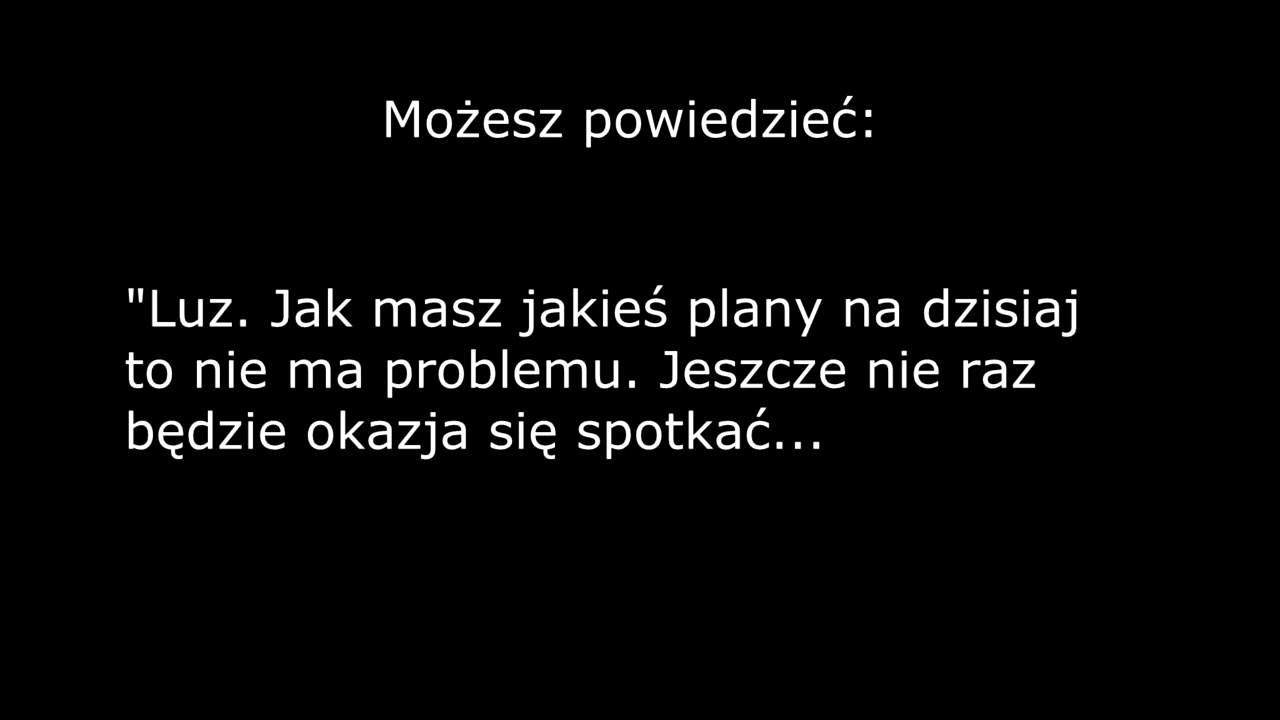 Możesz powiedzieć:
"Luz. Jak masz jakieś plany na dzisiaj
to nie ma problemu. Jeszcze nie raz
będzie okazja się spotkać...